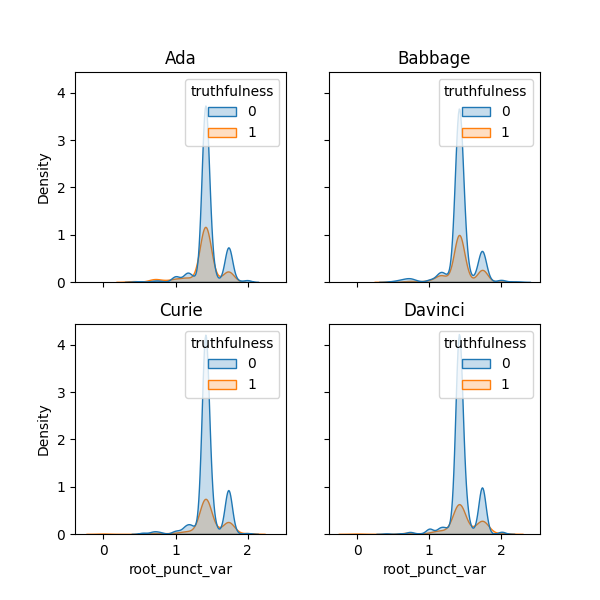 Ada
Babbage
truthfulness
0
1
truthfulness
0
1
Density
4
3
2
1
0
Curie
Davinci
truthfulness
0
1
truthfulness
0
1
Density
4
3
2
1
0
0 1 2
0 1 2
root_punct_var
root_punct_var